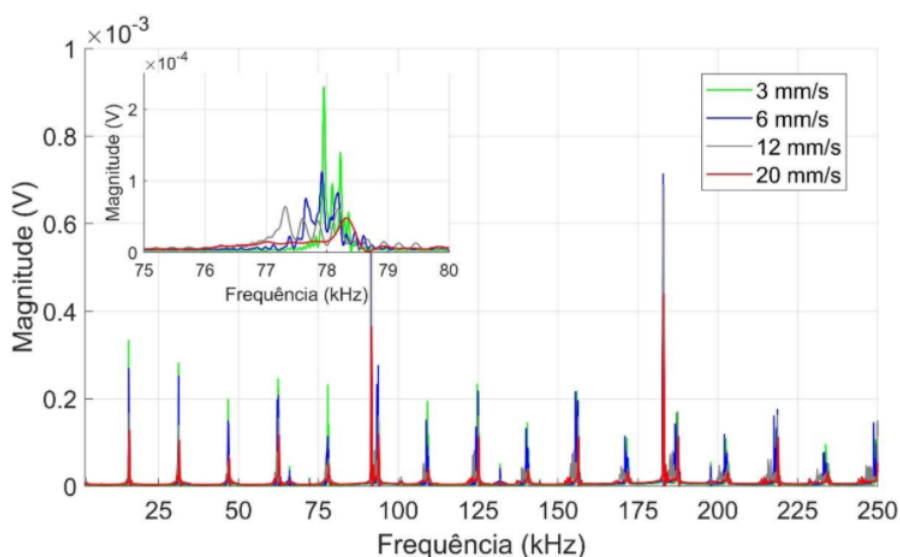 ×10⁻³
1
0.8
0.6
0.4
0.2
0
Magnitude (V)
25 50 75 100 125 150 175 200 225 250
Frequência (kHz)
×10⁻⁴
2
1
0
Magnitude (V)
75 76 77 78 79 80
Frequência (kHz)
3 mm/s
6 mm/s
12 mm/s
20 mm/s